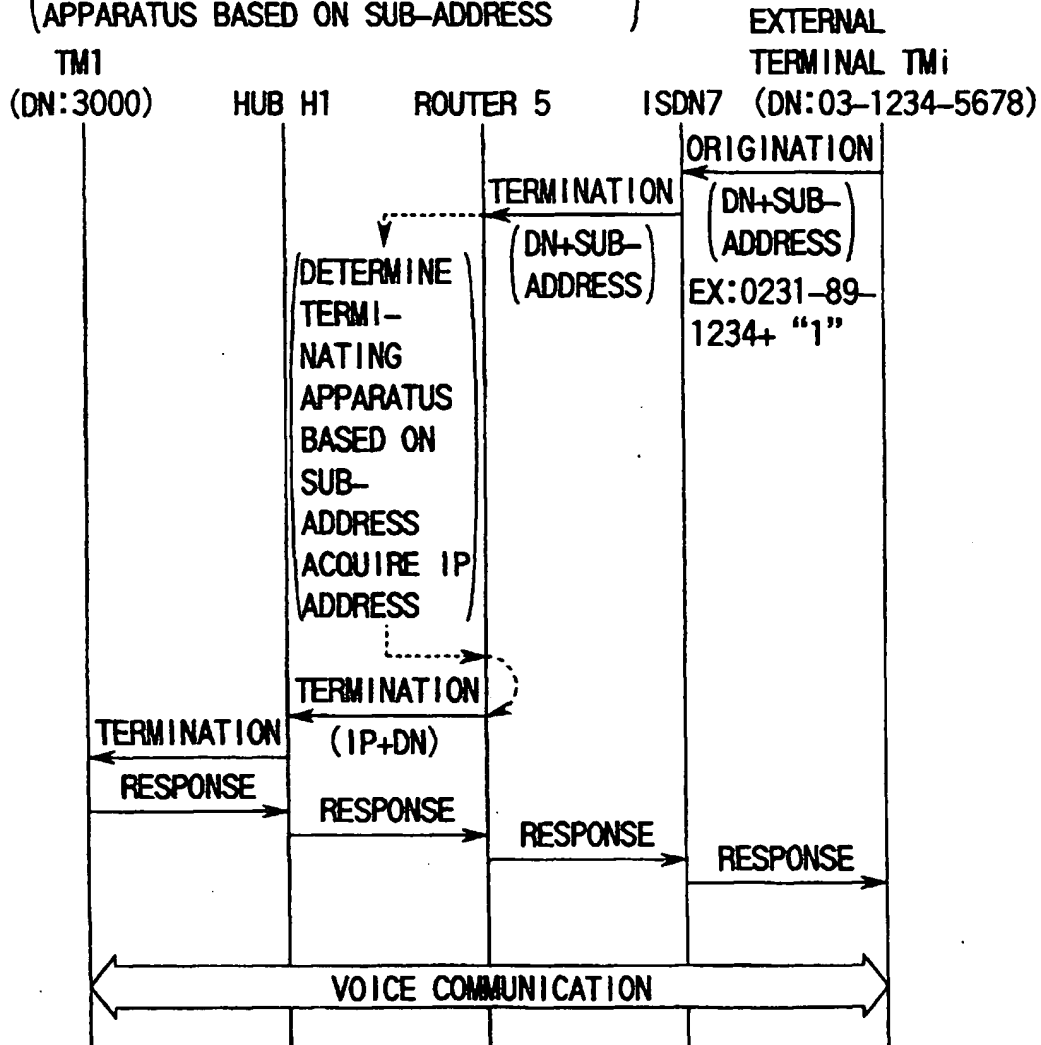 (APPARATUS BASED ON SUB-ADDRESS )
EXTERNAL
TM1
TERMINAL TMi
(DN:3000)
HUB H1
ROUTER 5
ISDN7
(DN:03-1234-5678)
ORIGINATION
(DN+SUB-
ADDRESS)
EX:0231-89-
1234+ “1”
TERMINATION
(DN+SUB-
ADDRESS)
(DETERMINE
TERMI-
NATING
APPARATUS
BASED ON
SUB-
ADDRESS
ACQUIRE IP
ADDRESS)
TERMINATION
(IP+DN)
TERMINATION
RESPONSE
RESPONSE
RESPONSE
RESPONSE
VOICE COMMUNICATION